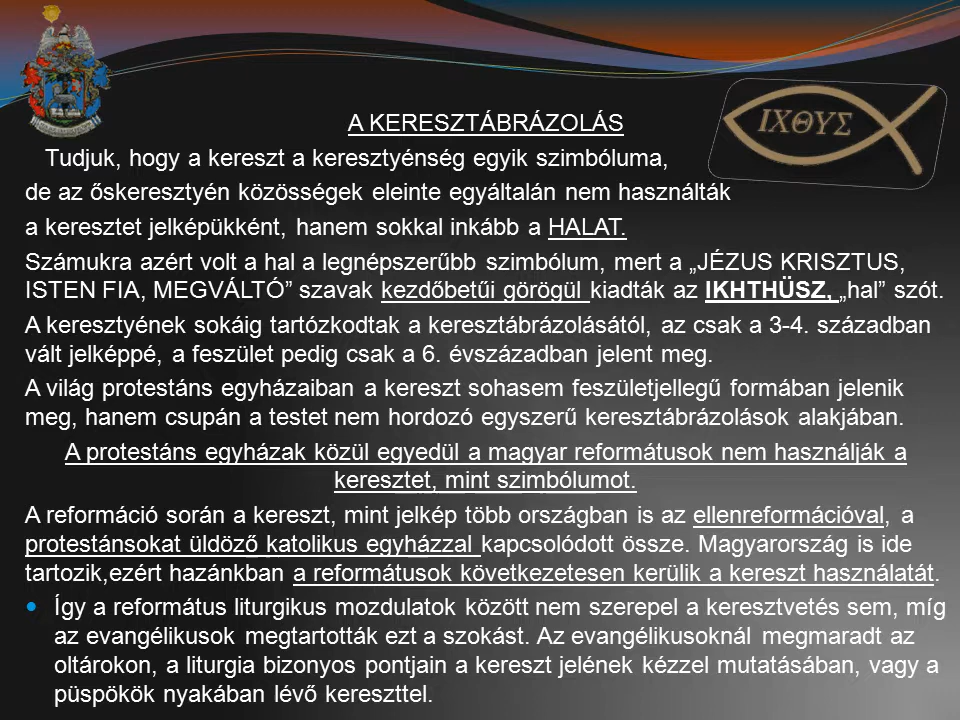 A KERESZTÁBRÁZOLÁS
ΙΧΘΥΣ
Tudjuk, hogy a kereszt a keresztyénség egyik szimbóluma,
de az őskeresztyén közösségek eleinte egyáltalán nem használták
a keresztet jelképükként, hanem sokkal inkább a HALAT.
Számukra azért volt a hal a legnépszerűbb szimbólum, mert a „JÉZUS KRISZTUS,
ISTEN FIA, MEGVÁLTÓ” szavak kezdőbetűi görögül kiadták az IKHTHÜSZ, „hal” szót.
A keresztyének sokáig tartózkodtak a keresztábrázolásától, az csak a 3-4. században
vált jelképpé, a feszület pedig csak a 6. évszázadban jelent meg.
A világ protestáns egyházaiban a kereszt sohasem feszületjellegű formában jelenik
meg, hanem csupán a testet nem hordozó egyszerű keresztábrázolások alakjában.
A protestáns egyházak közül egyedül a magyar reformátusok nem használják a
keresztet, mint szimbólumot.
A reformáció során a kereszt, mint jelkép több országban is az ellenreformációval, a
protestánsokat üldöző katolikus egyházzal kapcsolódott össze. Magyarország is ide
tartozik,ezért hazánkban a reformátusok következetesen kerülik a kereszt használatát.
• Így a református liturgikus mozdulatok között nem szerepel a keresztvetés sem, míg
az evangélikusok megtartották ezt a szokást. Az evangélikusoknál megmaradt az
oltárokon, a liturgia bizonyos pontjain a kereszt jelének kézzel mutatásában, vagy a
püspökök nyakában lévő kereszttel.